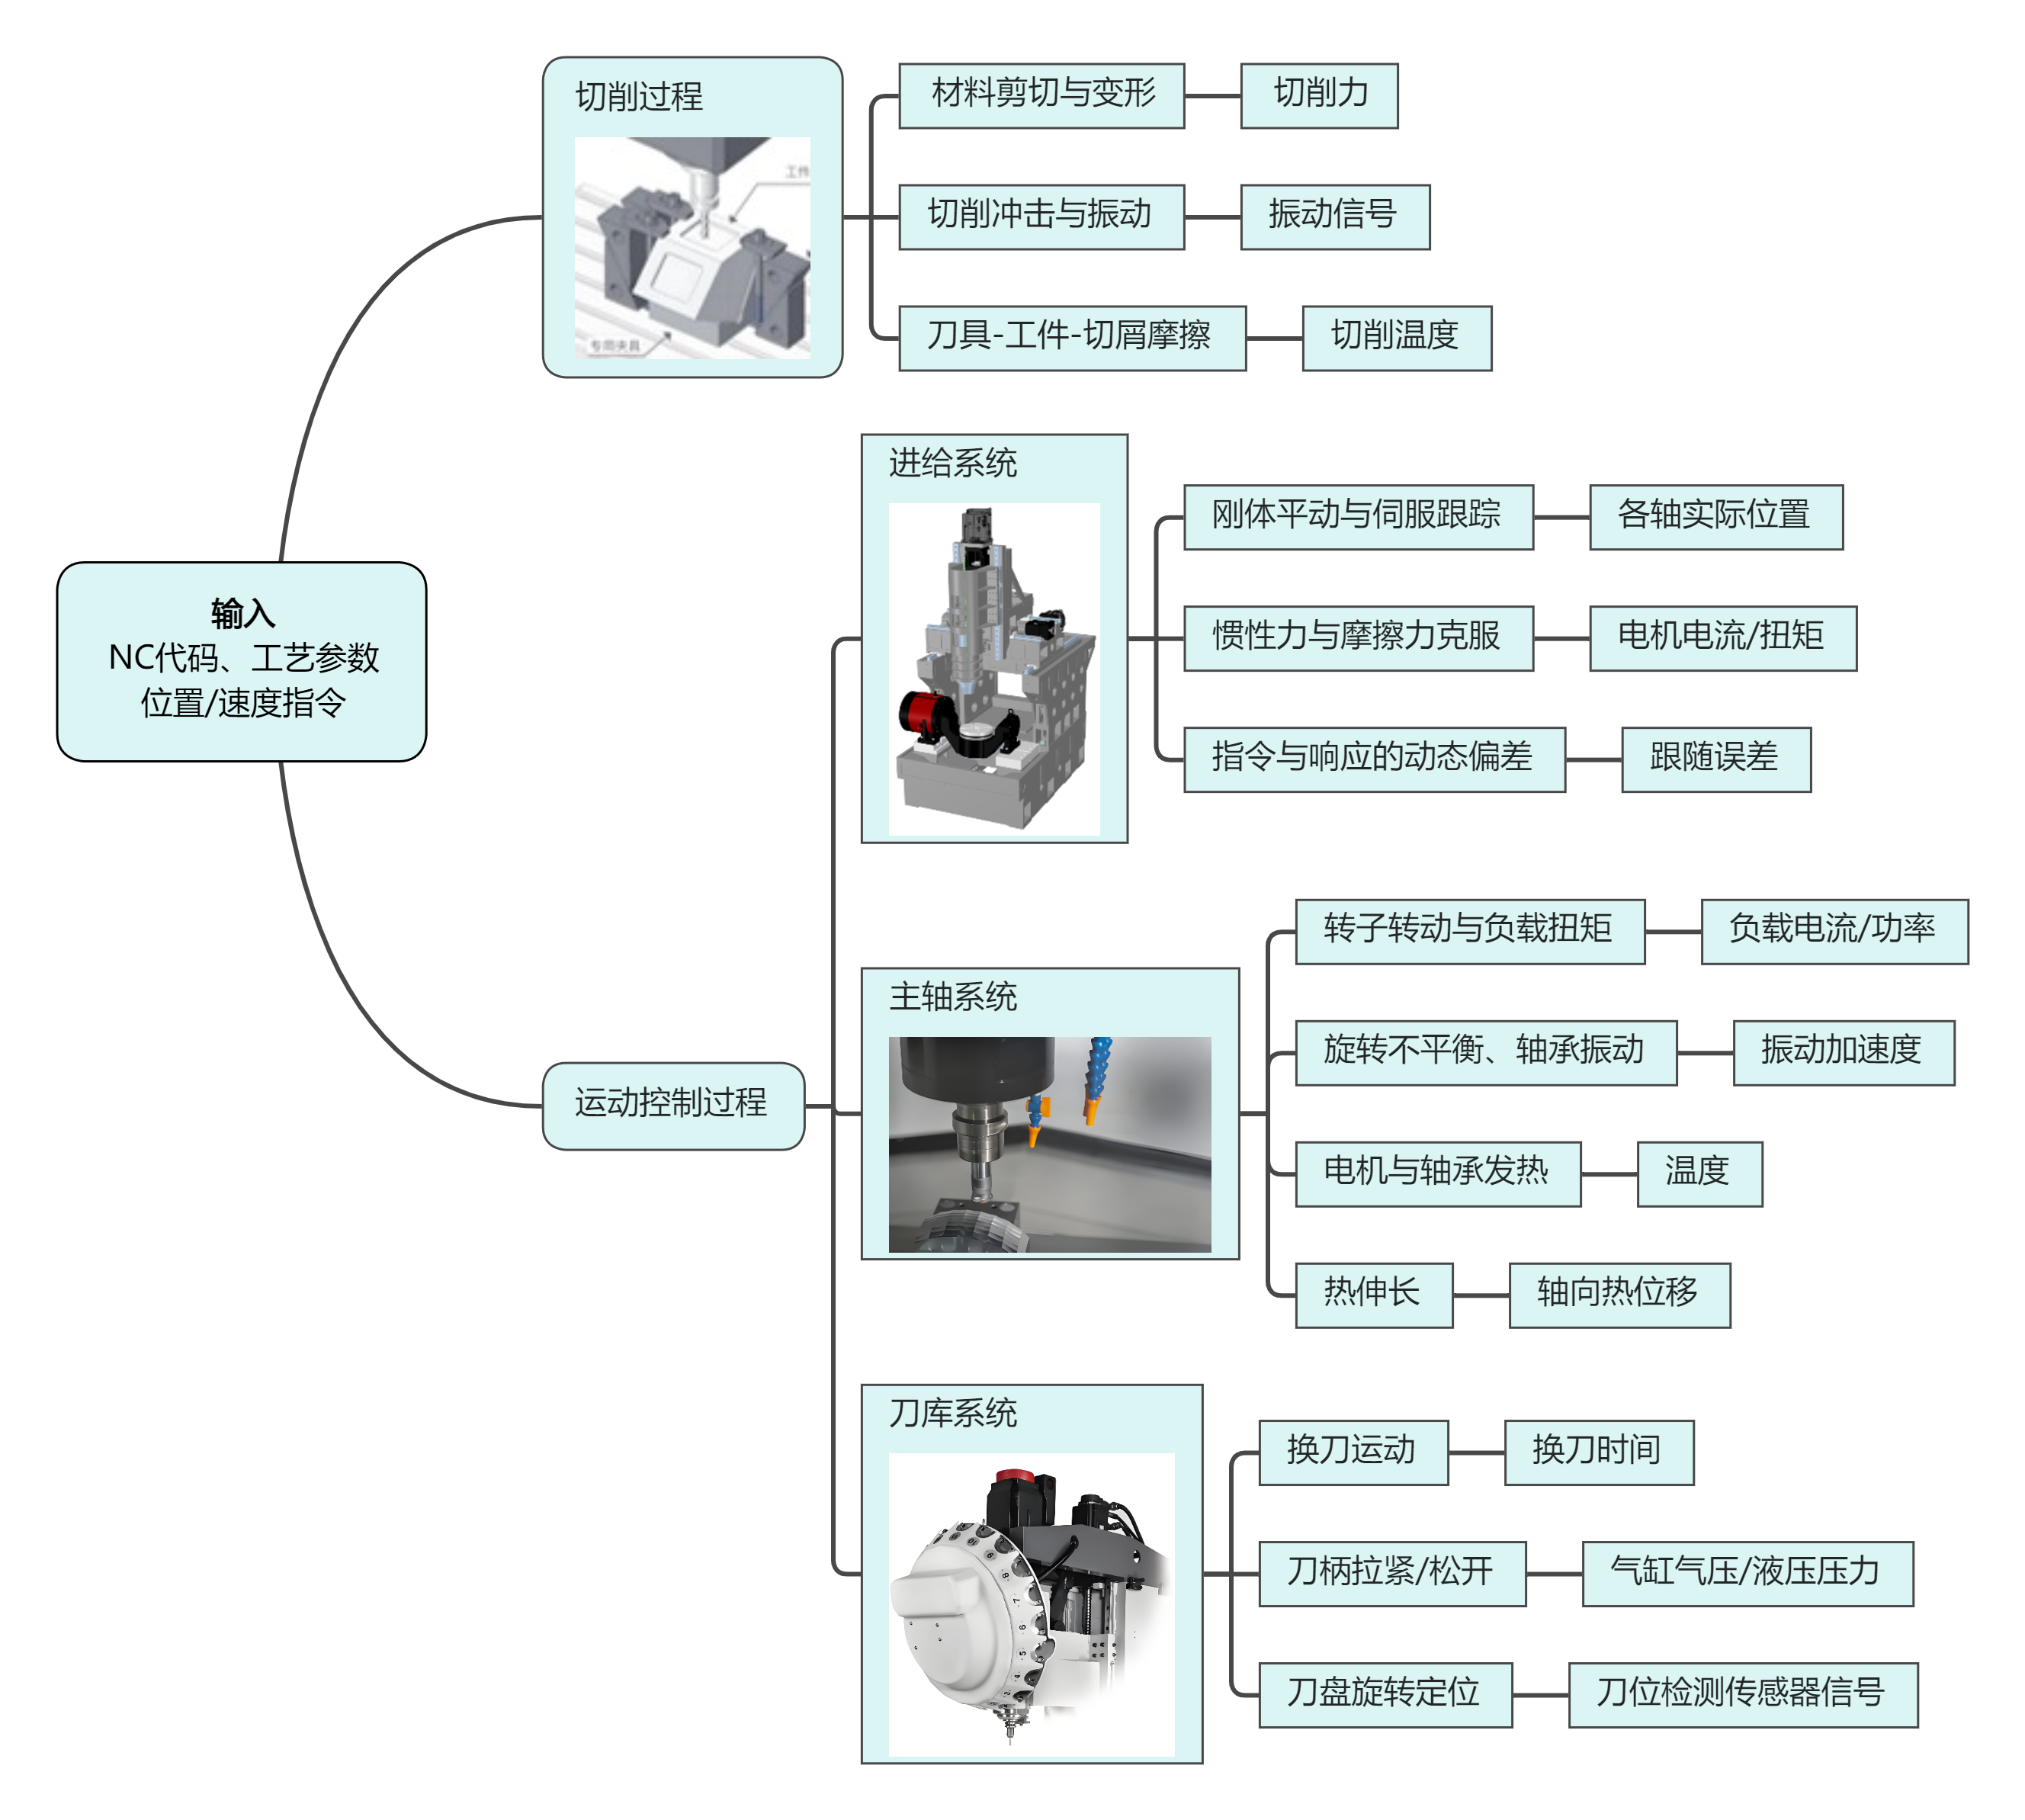 切削过程
工件
专用夹具
材料剪切与变形
切削力
切削冲击与振动
振动信号
刀具-工件-切屑摩擦
切削温度
输入
NC代码、工艺参数
位置/速度指令
进给系统
刚体平动与伺服跟踪
各轴实际位置
惯性力与摩擦力克服
电机电流/扭矩
指令与响应的动态偏差
跟随误差
运动控制过程
主轴系统
转子转动与负载扭矩
负载电流/功率
旋转不平衡、轴承振动
振动加速度
电机与轴承发热
温度
热伸长
轴向热位移
刀库系统
换刀运动
换刀时间
刀柄拉紧/松开
气缸气压/液压压力
刀盘旋转定位
刀位检测传感器信号